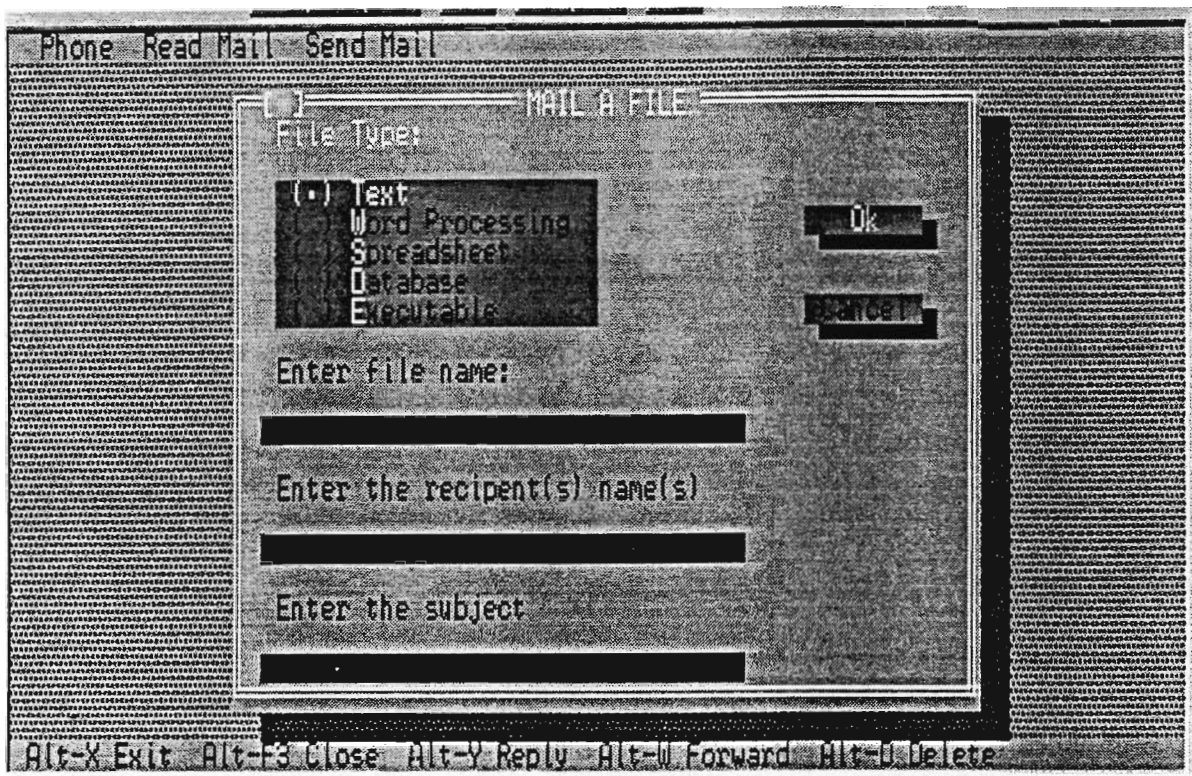 Phone Read Mail Send Mail
[ ] MAIL A FILE
File Type:
(•) Text
( ) Word Processing
( ) Spreadsheet
( ) Database
( ) Executable
Ok
Cancel
Enter file name:
Enter the recipent(s) name(s)
Enter the subject
Alt-X Exit Alt-F3 Close Alt-Y Reply Alt-W Forward Alt-D Delete